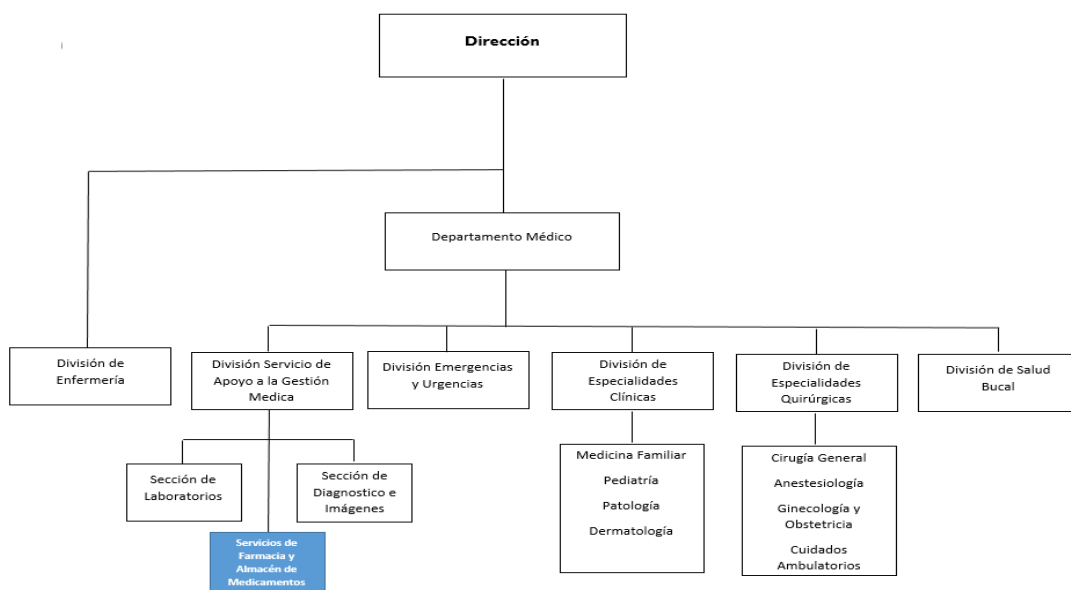 Dirección
Departamento Médico
División de
Enfermería
División Servicio de
Apoyo a la Gestión
Medica
División Emergencias
y Urgencias
División de
Especialidades
Clínicas
División de
Especialidades
Quirúrgicas
División de Salud
Bucal
Sección de
Laboratorios
Sección de
Diagnostico e
Imágenes
Servicios de
Farmacia y
Almacén de
Medicamentos
Medicina Familiar
Pediatría
Patología
Dermatología
Cirugía General
Anestesiología
Ginecología y
Obstetricia
Cuidados
Ambulatorios